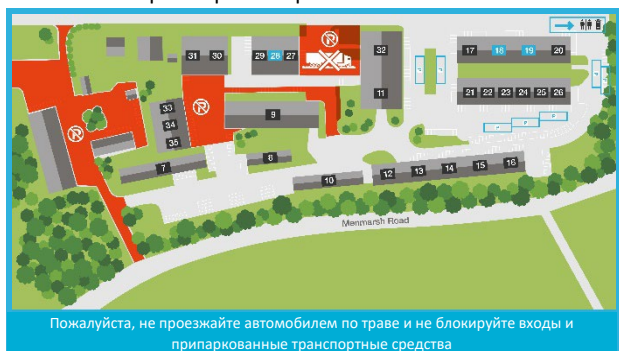 31 30 29 28 27 32 17 18 19 20
11 21 22 23 24 25 26
P P P P P
33
34
35
9
7 8
10 12 13 14 15 16
Menmarsh Road
Пожалуйста, не проезжайте автомобилем по траве и не блокируйте входы и
припаркованные транспортные средства